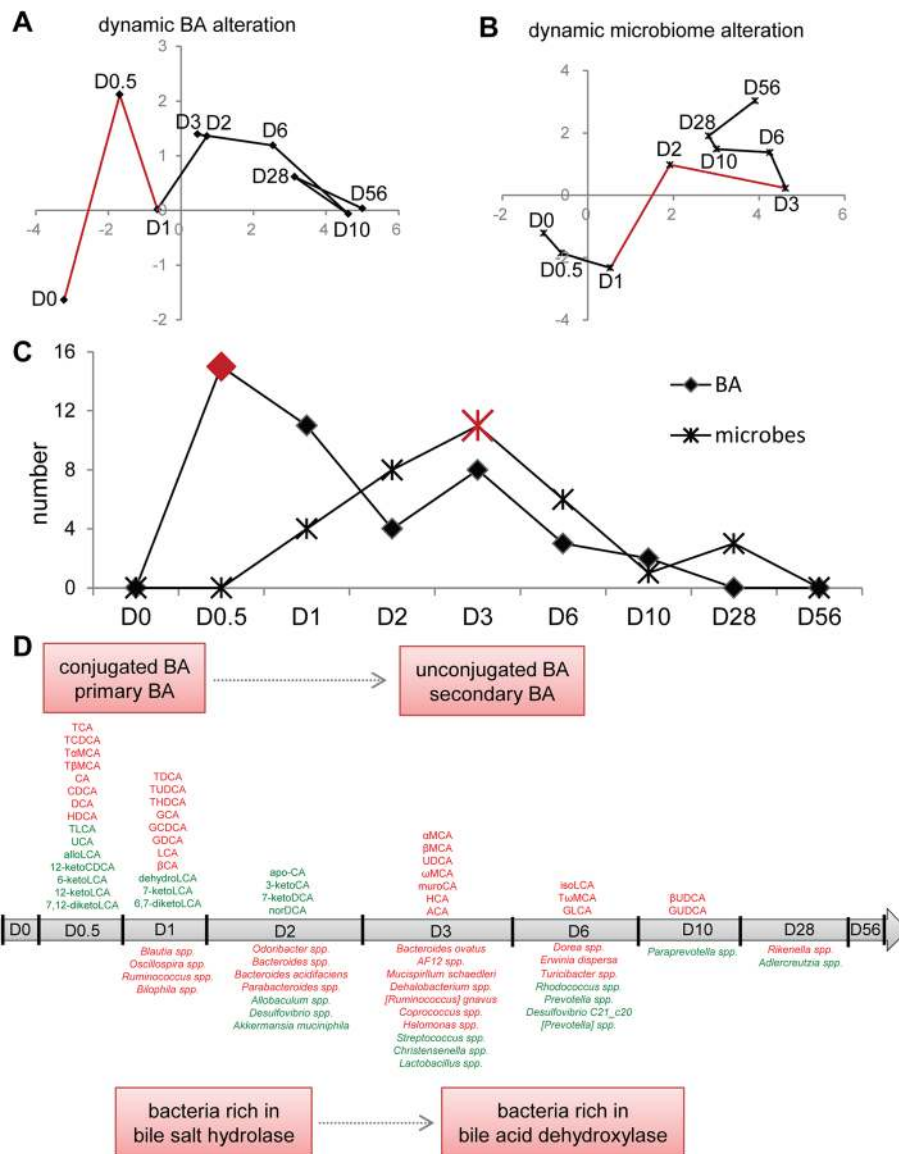 A
dynamic BA alteration
3
2
1
0
-1
-2
-4
-2
0
2
4
6
D0.5
D3
D2
D6
D28
D56
D1
D10
D0
B
dynamic microbiome alteration
4
2
0
-2
-4
-2
0
2
4
6
D56
D28
D6
D2
D10
D3
D0
D0.5
D1
C
16
12
8
4
0
number
BA
microbes
D0 D0.5 D1 D2 D3 D6 D10 D28 D56
D
conjugated BA
primary BA
unconjugated BA
secondary BA
TCA
TCDCA
TαMCA
TβMCA
CA
CDCA
DCA
HDCA
TLCA
UCA
alloLCA
12-ketoCDCA
6-ketoLCA
12-ketoLCA
7,12-diketoLCA
TDCA
TUDCA
THDCA
GCA
GCDCA
GDCA
LCA
βCA
dehydroLCA
7-ketoLCA
6,7-diketoLCA
apo-CA
3-ketoCA
7-ketoDCA
norDCA
αMCA
βMCA
UDCA
ωMCA
muroCA
HCA
ACA
isoLCA
TωMCA
GLCA
βUDCA
GUDCA
D0 D0.5 D1 D2 D3 D6 D10 D28 D56
Blautia spp.
Oscillospira spp.
Ruminococcus spp.
Bilophila spp.
Odoribacter spp.
Bacteroides spp.
Bacteroides acidifaciens
Parabacteroides spp.
Allobaculum spp.
Desulfovibrio spp.
Akkermansia muciniphila
Bacteroides ovatus
AF12 spp.
Mucispirillum schaedleri
Dehalobacterium spp.
[Ruminococcus] gnavus
Coprococcus spp.
Halomonas spp.
Streptococcus spp.
Christensenella spp.
Lactobacillus spp.
Dorea spp.
Erwinia dispersa
Turicibacter spp.
Rhodococcus spp.
Prevotella spp.
Desulfovibrio C21_c20
[Prevotella] spp.
Paraprevotella spp.
Rikenella spp.
Adlercreutzia spp.
bacteria rich in
bile salt hydrolase
bacteria rich in
bile acid dehydroxylase